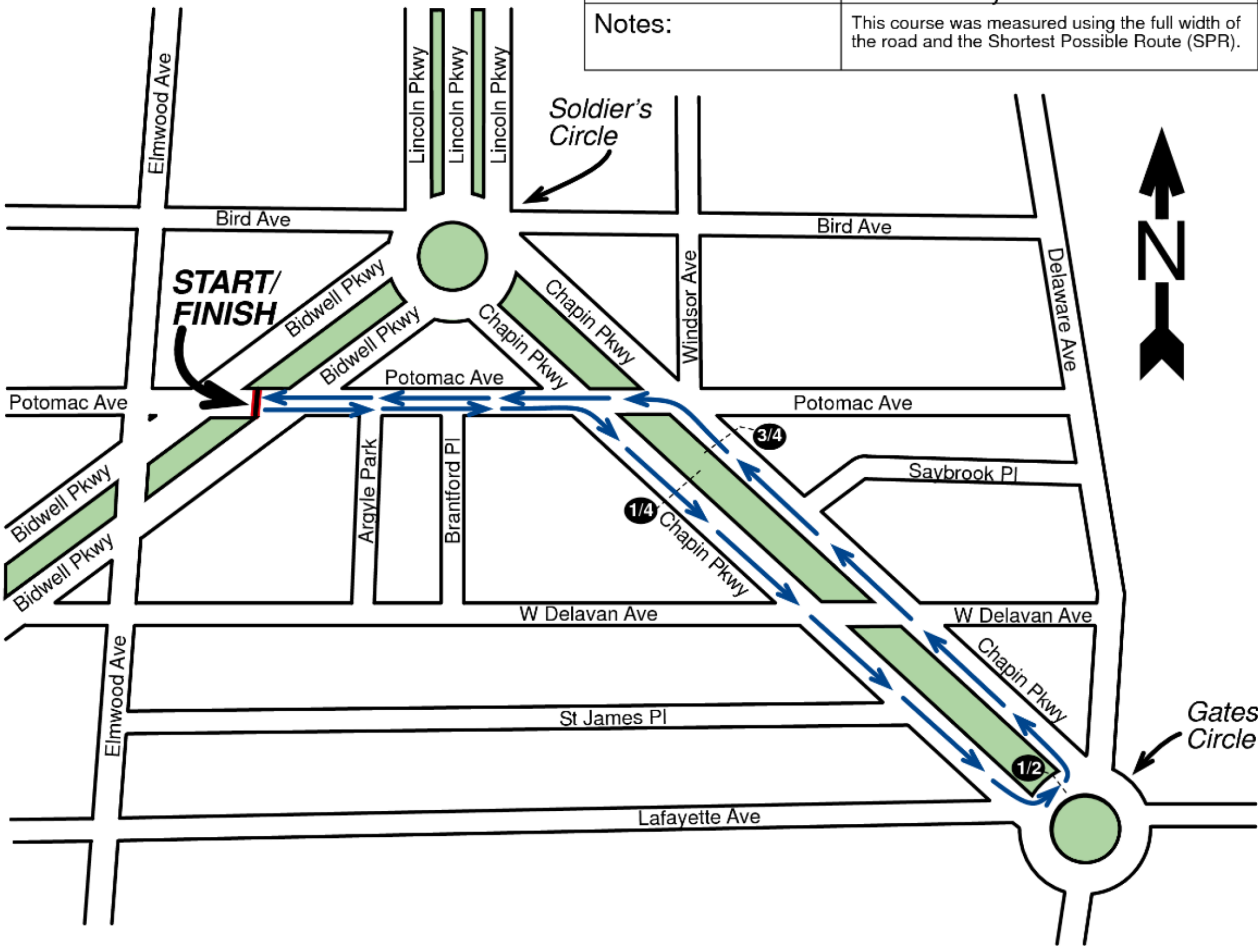 Notes:
This course was measured using the full width of
the road and the Shortest Possible Route (SPR).
Elmwood Ave
Lincoln Pkwy
Lincoln Pkwy
Lincoln Pkwy
Soldier's
Circle
N
Bird Ave
Bird Ave
START/
FINISH
Bidwell Pkwy
Bidwell Pkwy
Chapin Pkwy
Chapin Pkwy
Windsor Ave
Delaware Ave
Potomac Ave
Potomac Ave
Potomac Ave
3/4
Saybrook Pl
Bidwell Pkwy
Bidwell Pkwy
Argyle Park
Brantford Pl
1/4
Chapin Pkwy
W Delavan Ave
W Delavan Ave
Chapin Pkwy
Elmwood Ave
St James Pl
Gates
Circle
1/2
Lafayette Ave